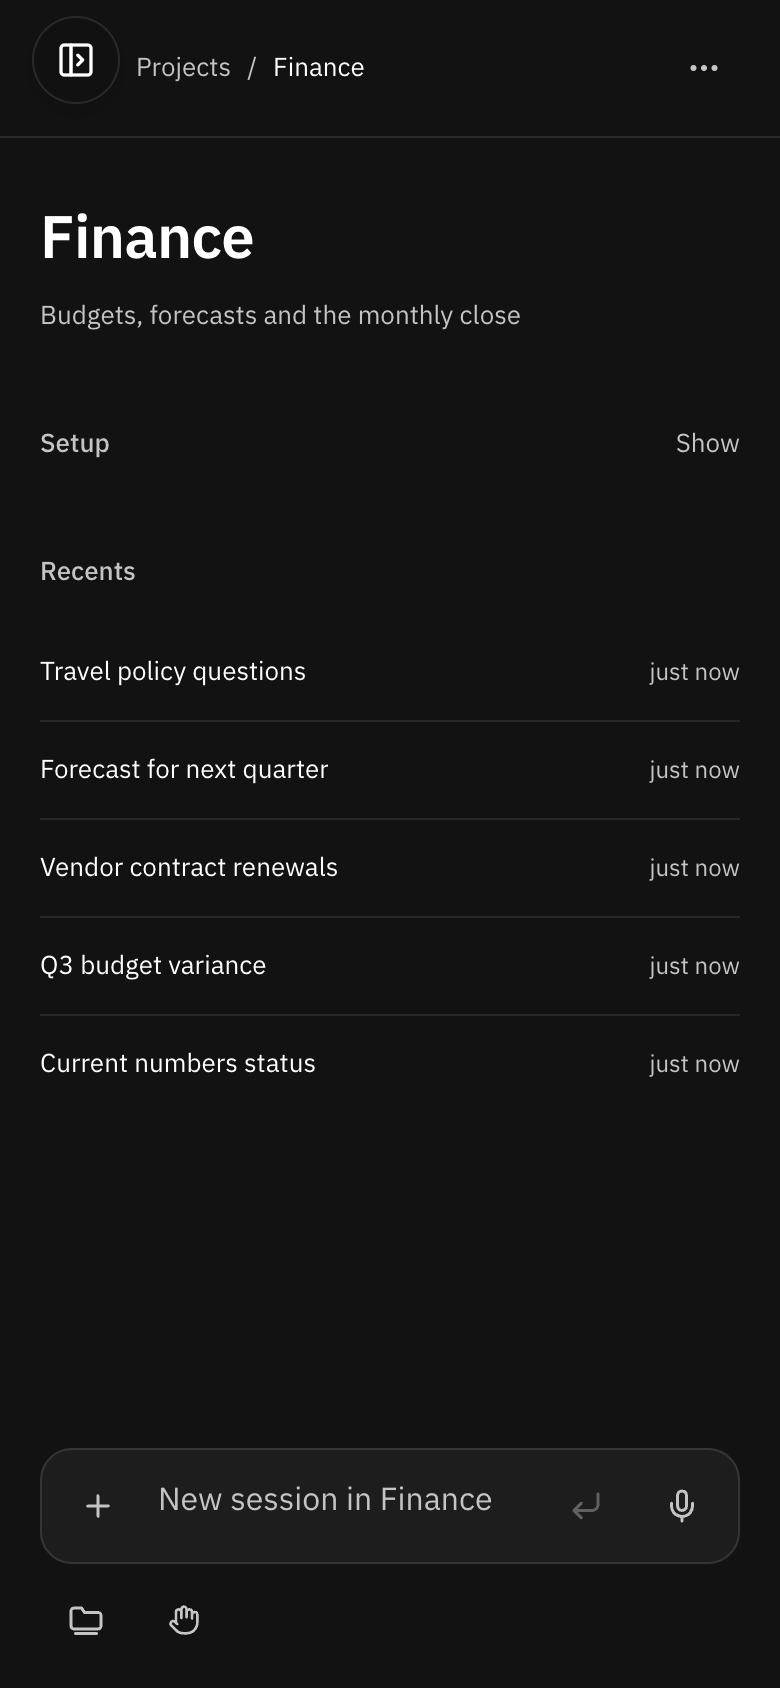 Projects / Finance
Finance
Budgets, forecasts and the monthly close
Setup Show
Recents
Travel policy questions just now
Forecast for next quarter just now
Vendor contract renewals just now
Q3 budget variance just now
Current numbers status just now
New session in Finance